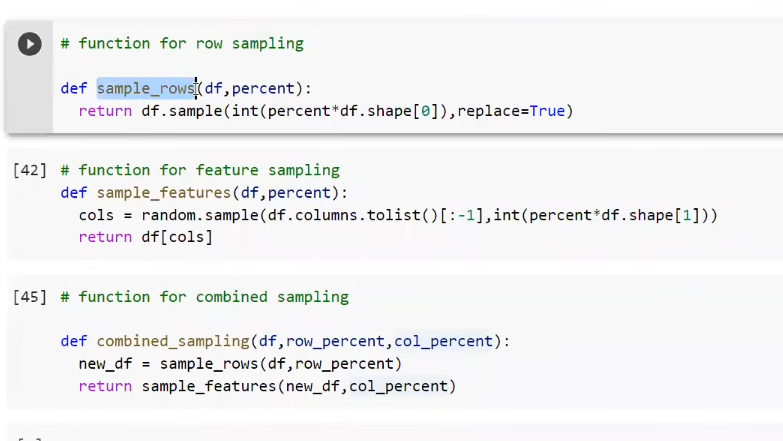 # function for row sampling
def sample_rows(df,percent):
return df.sample(int(percent*df.shape[0]),replace=True)
[42] # function for feature sampling
def sample_features(df,percent):
cols = random.sample(df.columns.tolist()[:-1],int(percent*df.shape[1]))
return df[cols]
[45] # function for combined sampling
def combined_sampling(df,row_percent,col_percent):
new_df = sample_rows(df,row_percent)
return sample_features(new_df,col_percent)